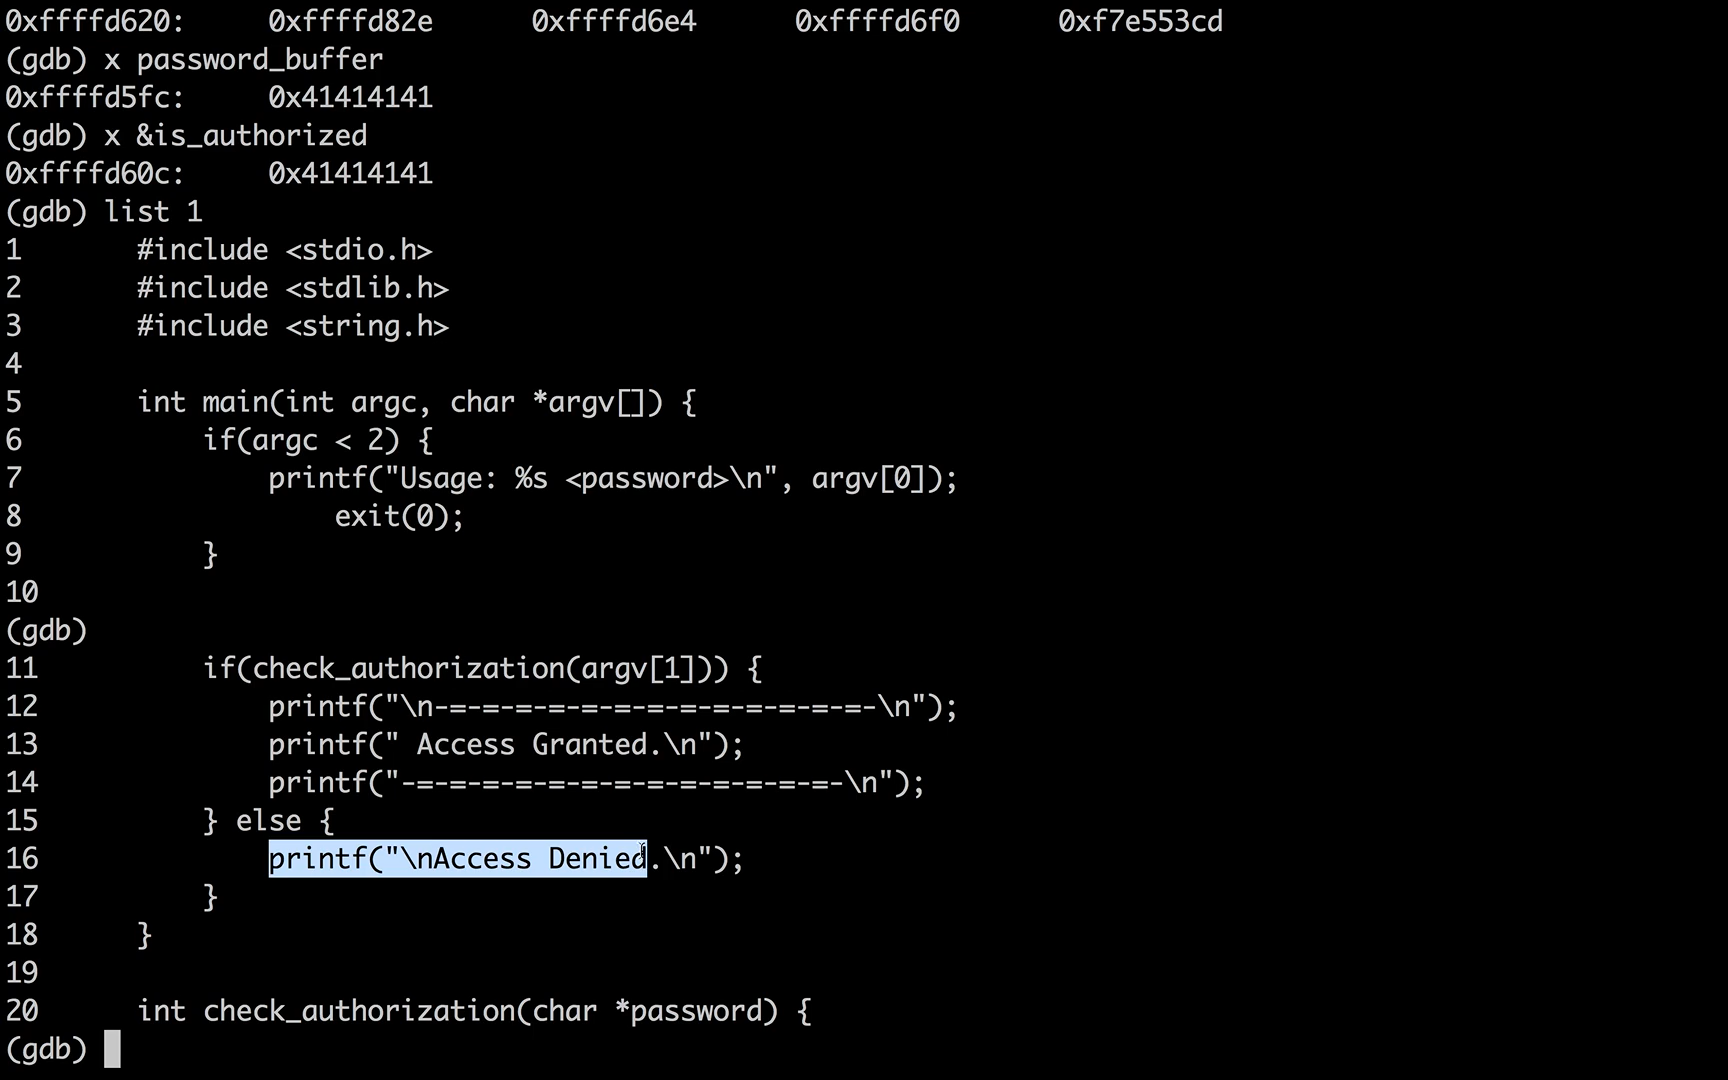 0xffffd620:     0xffffd82e      0xffffd6e4      0xffffd6f0      0xf7e553cd
(gdb) x password_buffer
0xffffd5fc:     0x41414141
(gdb) x &is_authorized
0xffffd60c:     0x41414141
(gdb) list 1
1       #include <stdio.h>
2       #include <stdlib.h>
3       #include <string.h>
4
5       int main(int argc, char *argv[]) {
6           if(argc < 2) {
7               printf("Usage: %s <password>\n", argv[0]);
8                   exit(0);
9           }
10
(gdb)
11          if(check_authorization(argv[1])) {
12              printf("\n-=-=-=-=-=-=-=-=-=-=-=-=-=-\n");
13              printf(" Access Granted.\n");
14              printf("-=-=-=-=-=-=-=-=-=-=-=-=-=-\n");
15          } else {
16              printf("\nAccess Denied.\n");
17          }
18      }
19
20      int check_authorization(char *password) {
(gdb)